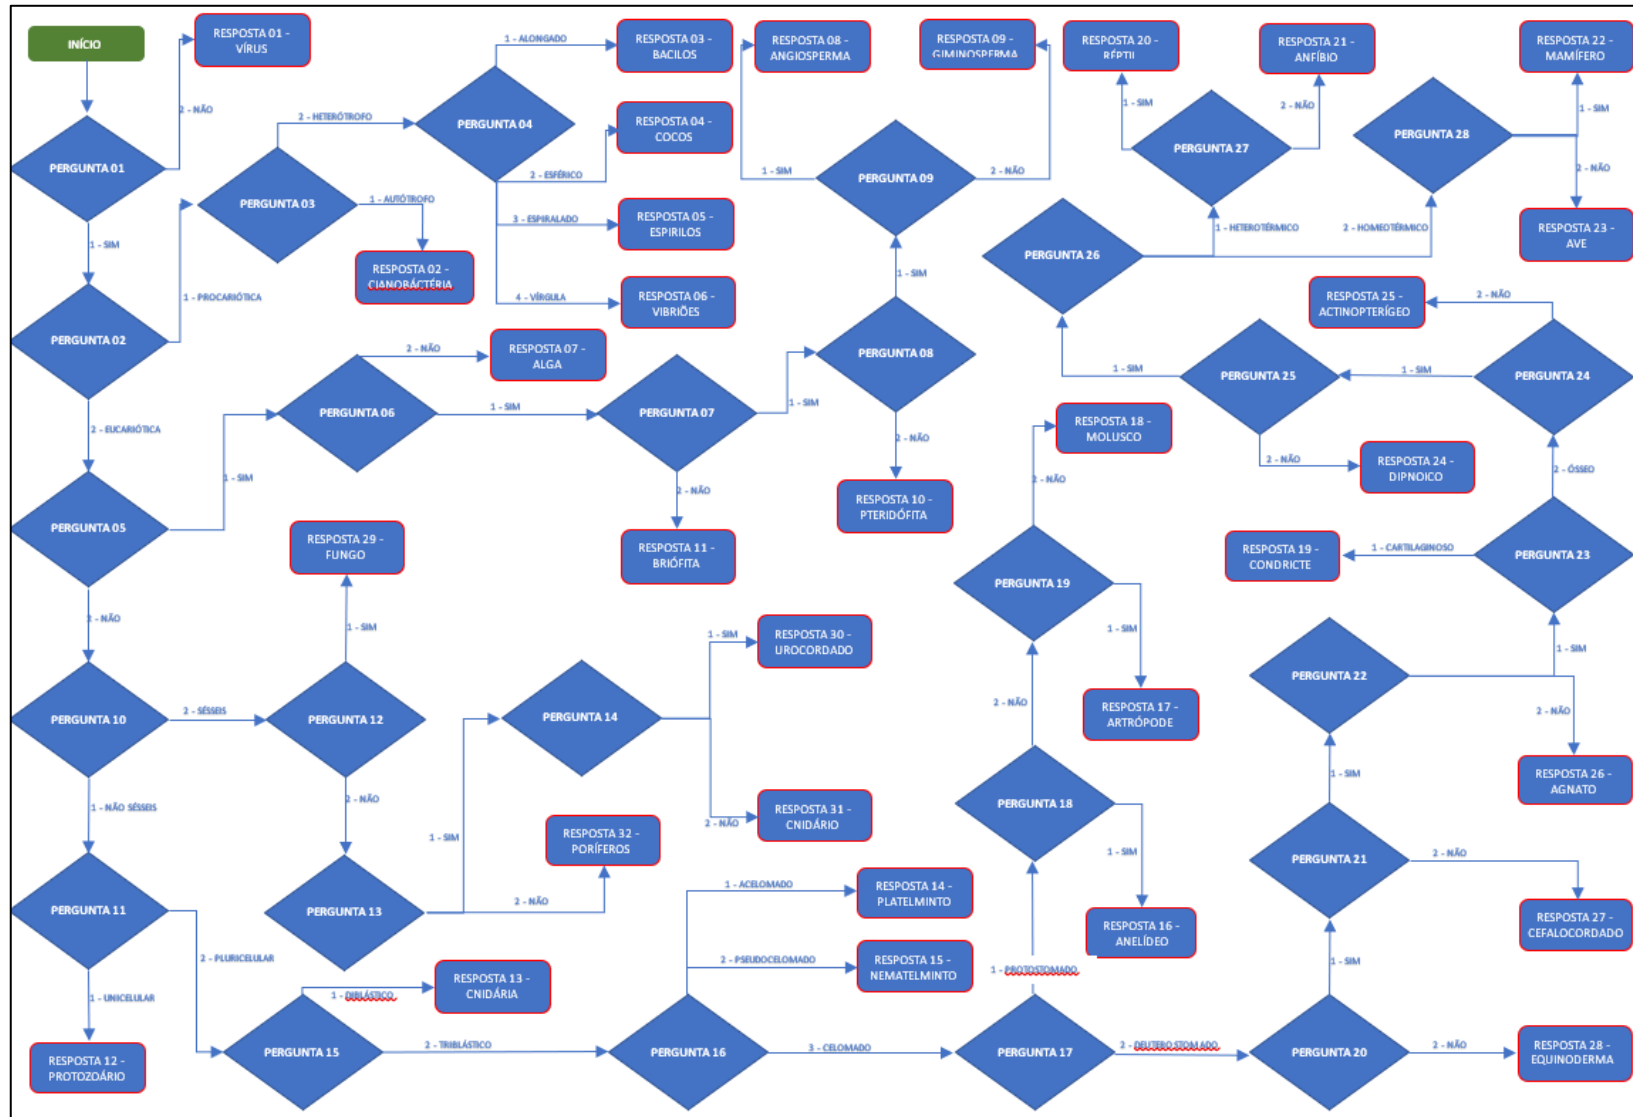 INÍCIO
RESPOSTA 01 -
VÍRUS
2 - NÃO
PERGUNTA 01
1 - SIM
PERGUNTA 02
1 - PROCARIÓTICA
2 - EUCARIÓTICA
PERGUNTA 03
2 - HETERÓTROFO
1 - AUTÓTROFO
RESPOSTA 02 -
CIANOBÁCTÉRIA
PERGUNTA 04
1 - ALONGADO
RESPOSTA 03 -
BACILOS
2 - ESFÉRICO
RESPOSTA 04 -
COCOS
3 - ESPIRALADO
RESPOSTA 05 -
ESPIRILOS
4 - VÍRGULA
RESPOSTA 06 -
VIBRIÕES
PERGUNTA 05
1 - SIM
2 - NÃO
PERGUNTA 06
2 - NÃO
RESPOSTA 07 -
ALGA
1 - SIM
PERGUNTA 07
1 - SIM
2 - NÃO
RESPOSTA 11 -
BRIÓFITA
PERGUNTA 08
1 - SIM
2 - NÃO
RESPOSTA 10 -
PTERIDÓFITA
PERGUNTA 09
1 - SIM
RESPOSTA 08 -
ANGIOSPERMA
2 - NÃO
RESPOSTA 09 -
GIMINOSPERMA
PERGUNTA 10
2 - SÉSSEIS
1 - NÃO SÉSSEIS
PERGUNTA 12
1 - SIM
RESPOSTA 29 -
FUNGO
2 - NÃO
PERGUNTA 13
1 - SIM
2 - NÃO
RESPOSTA 32 -
PORÍFEROS
PERGUNTA 14
1 - SIM
RESPOSTA 30 -
UROCORDADO
2 - NÃO
RESPOSTA 31 -
CNIDÁRIO
PERGUNTA 11
1 - UNICELULAR
RESPOSTA 12 -
PROTOZOÁRIO
2 - PLURICELULAR
PERGUNTA 15
1 - DIBLÁSTICO
RESPOSTA 13 -
CNIDÁRIA
2 - TRIBLÁSTICO
PERGUNTA 16
1 - ACELOMADO
RESPOSTA 14 -
PLATELMINTO
2 - PSEUDOCELOMADO
RESPOSTA 15 -
NEMATELMINTO
3 - CELOMADO
PERGUNTA 17
1 - PROTOSTOMADO
2 - DEUTEROSTOMADO
PERGUNTA 18
1 - SIM
RESPOSTA 16 -
ANELÍDEO
2 - NÃO
PERGUNTA 19
1 - SIM
RESPOSTA 17 -
ARTRÓPODE
2 - NÃO
RESPOSTA 18 -
MOLUSCO
PERGUNTA 20
2 - NÃO
RESPOSTA 28 -
EQUINODERMA
1 - SIM
PERGUNTA 21
2 - NÃO
RESPOSTA 27 -
CEFALOCORDADO
1 - SIM
PERGUNTA 22
2 - NÃO
RESPOSTA 26 -
AGNATO
1 - SIM
PERGUNTA 23
1 - CARTILAGINOSO
RESPOSTA 19 -
CONDRICTE
2 - ÓSSEO
PERGUNTA 24
2 - NÃO
RESPOSTA 25 -
ACTINOPTERÍGEO
1 - SIM
PERGUNTA 25
2 - NÃO
RESPOSTA 24 -
DIPNOICO
1 - SIM
PERGUNTA 26
1 - HETEROTÉRMICO
2 - HOMEOTÉRMICO
PERGUNTA 27
1 - SIM
RESPOSTA 20 -
RÉPTIL
2 - NÃO
RESPOSTA 21 -
ANFÍBIO
PERGUNTA 28
1 - SIM
RESPOSTA 22 -
MAMÍFERO
2 - NÃO
RESPOSTA 23 -
AVE